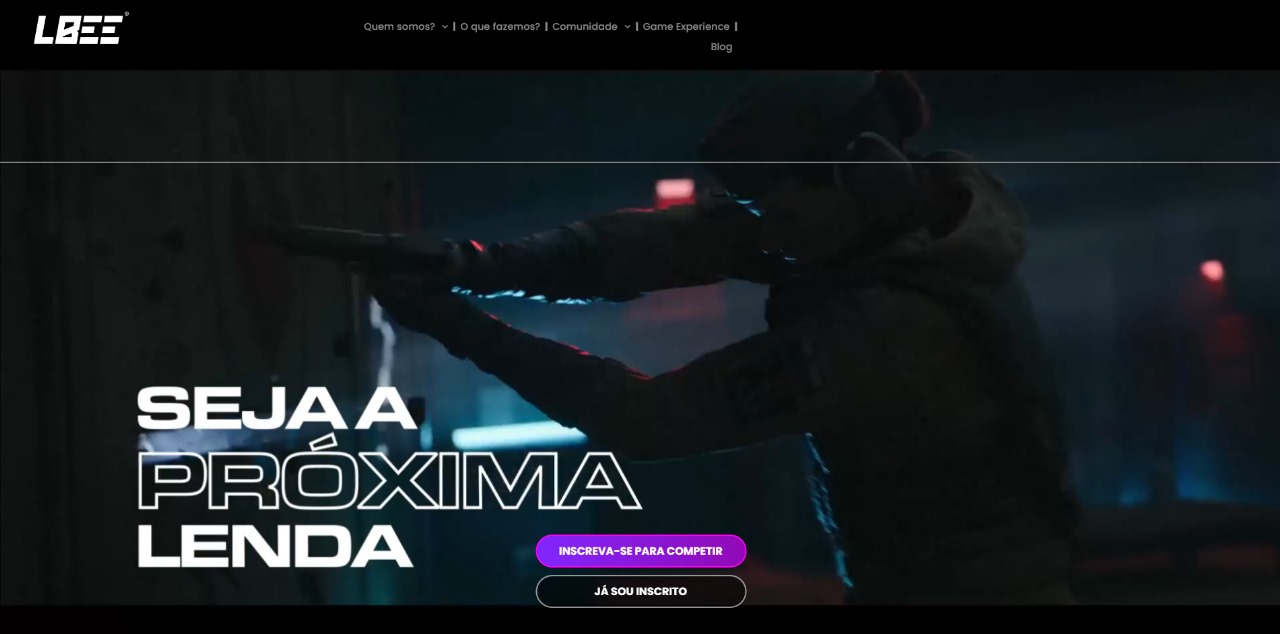 LBEE®
Quem somos? | O que fazemos? | Comunidade | Game Experience |
Blog
SEJA A
PRÓXIMA
LENDA
INSCREVA-SE PARA COMPETIR
JÁ SOU INSCRITO